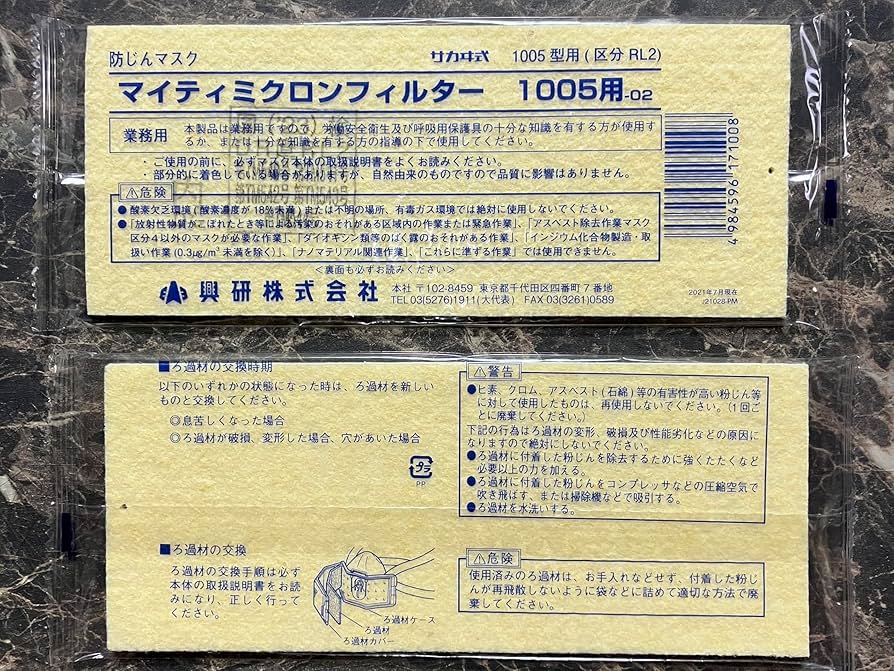 防じんマスク サカヰ式 1005型用(区分RL2)
マイティミクロンフィルター 1005用-02
業務用 本製品は業務用ですので、労働安全衛生及び呼吸用保護具の十分な知識を有する方が使用す
るか、または十分な知識を有する方の指導の下で使用してください。
・ご使用の前に、必ずマスク本体の取扱説明書をよくお読みください。
・部分的に着色している場合がありますが、自然由来のものですので品質に影響はありません。
⚠危険
●酸素欠乏環境(酸素濃度が18%未満)または不明の場所、有毒ガス環境では絶対に使用しないでください。
●「放射性物質がこぼれたとき等による汚染のおそれがある区域内の作業または緊急作業」、「アスベスト除去作業マスク
区分4以外のマスクが必要な作業」、「ダイオキシン類等のばく露のおそれがある作業」、「インジウム化合物製造・取
扱い作業(0.3μg/m³未満を除く)」、「ナノマテリアル関連作業」、「これらに準ずる作業」では使用できません。
<裏面も必ずお読みください>
興研株式会社 本社 〒102-8459 東京都千代田区四番町7番地
TEL03(5276)1911(大代表) FAX 03(3261)0589
2021年7月現在
J21028-PM
4984596171008
■ろ過材の交換時期
以下のいずれかの状態になった時は、ろ過材を新しい
ものと交換してください。
◎息苦しくなった場合
◎ろ過材が破損、変形した場合、穴があいた場合
プラ
PP
■ろ過材の交換
ろ過材の交換手順は必ず
本体の取扱説明書をお読
みになり、正しく行って
ください。
ろ過材ケース
ろ過材
ろ過材カバー
⚠警告
●ヒ素、クロム、アスベスト(石綿)等の有害性が高い粉じん等
に対して使用したものは、再使用しないでください。(1回ご
とに廃棄してください。)
下記の行為はろ過材の変形、破損及び性能劣化などの原因に
なりますので絶対にしないでください。
●ろ過材に付着した粉じんを除去するために強くたたくなど
必要以上の力を加える。
●ろ過材に付着した粉じんをコンプレッサなどの圧縮空気で
吹き飛ばす、または掃除機などで吸引する。
●ろ過材を水洗いする。
⚠危険
使用済みのろ過材は、お手入れなどせず、付着した粉じ
んが再飛散しないように袋などに詰めて適切な方法で廃
棄してください。